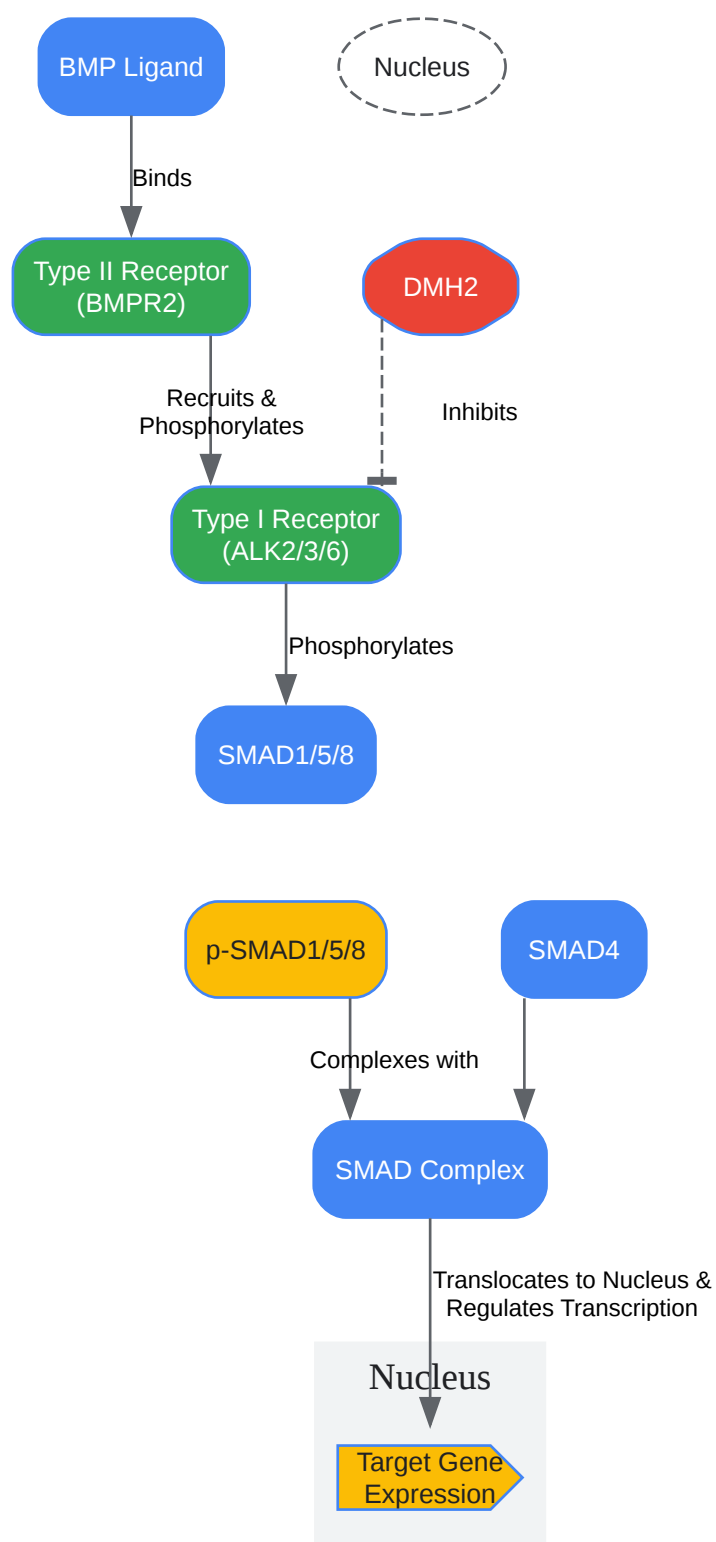 BMP Ligand
Nucleus
Binds
Type II Receptor
(BMPR2)
DMH2
Recruits &
Phosphorylates
Inhibits
Type I Receptor
(ALK2/3/6)
Phosphorylates
SMAD1/5/8
p-SMAD1/5/8
SMAD4
Complexes with
SMAD Complex
Translocates to Nucleus &
Regulates Transcription
Nucleus
Target Gene
Expression